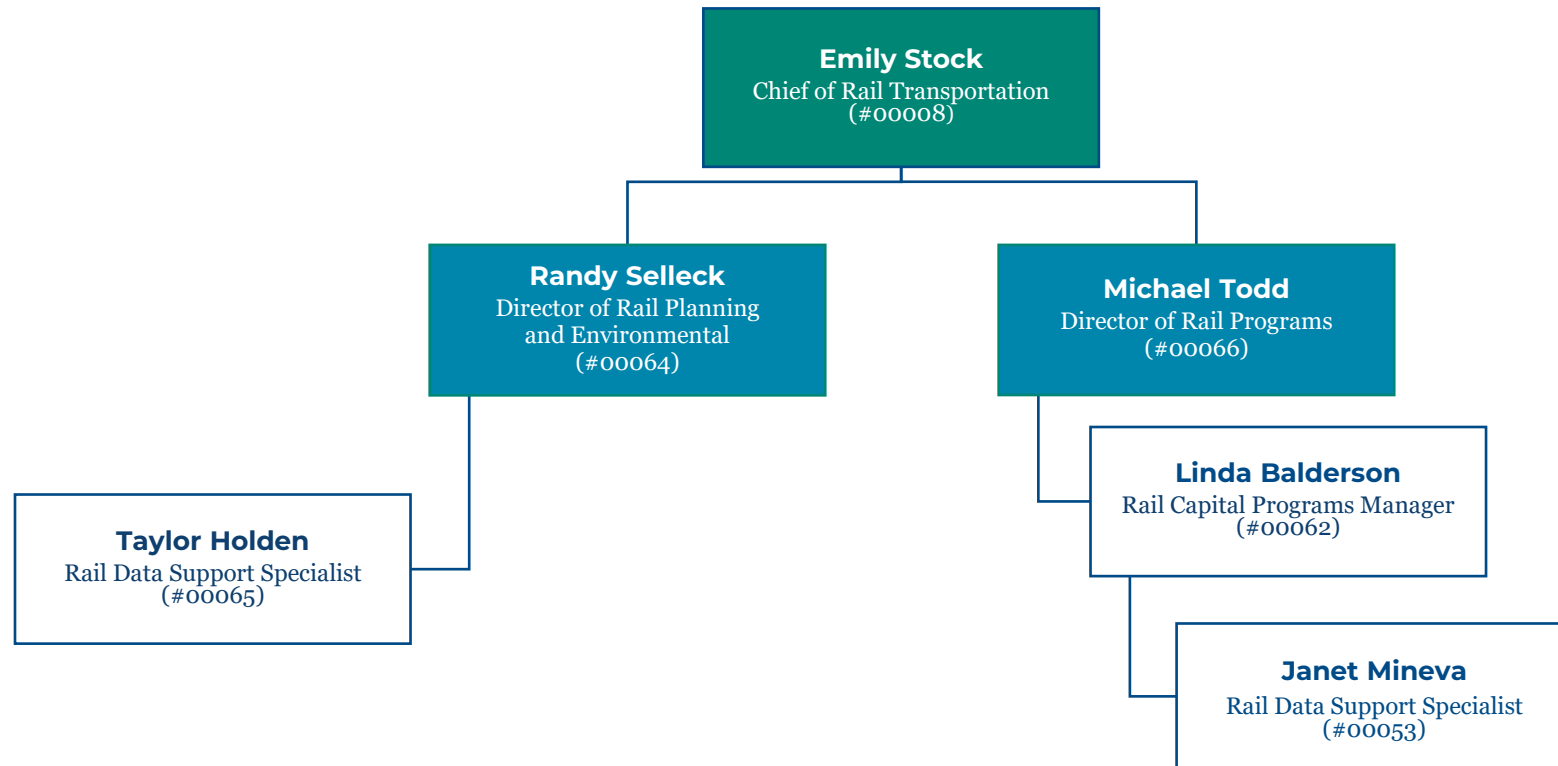 Emily Stock
Chief of Rail Transportation
(#00008)
Randy Selleck
Director of Rail Planning
and Environmental
(#00064)
Michael Todd
Director of Rail Programs
(#00066)
Linda Balderson
Rail Capital Programs Manager
(#00062)
Taylor Holden
Rail Data Support Specialist
(#00065)
Janet Mineva
Rail Data Support Specialist
(#00053)